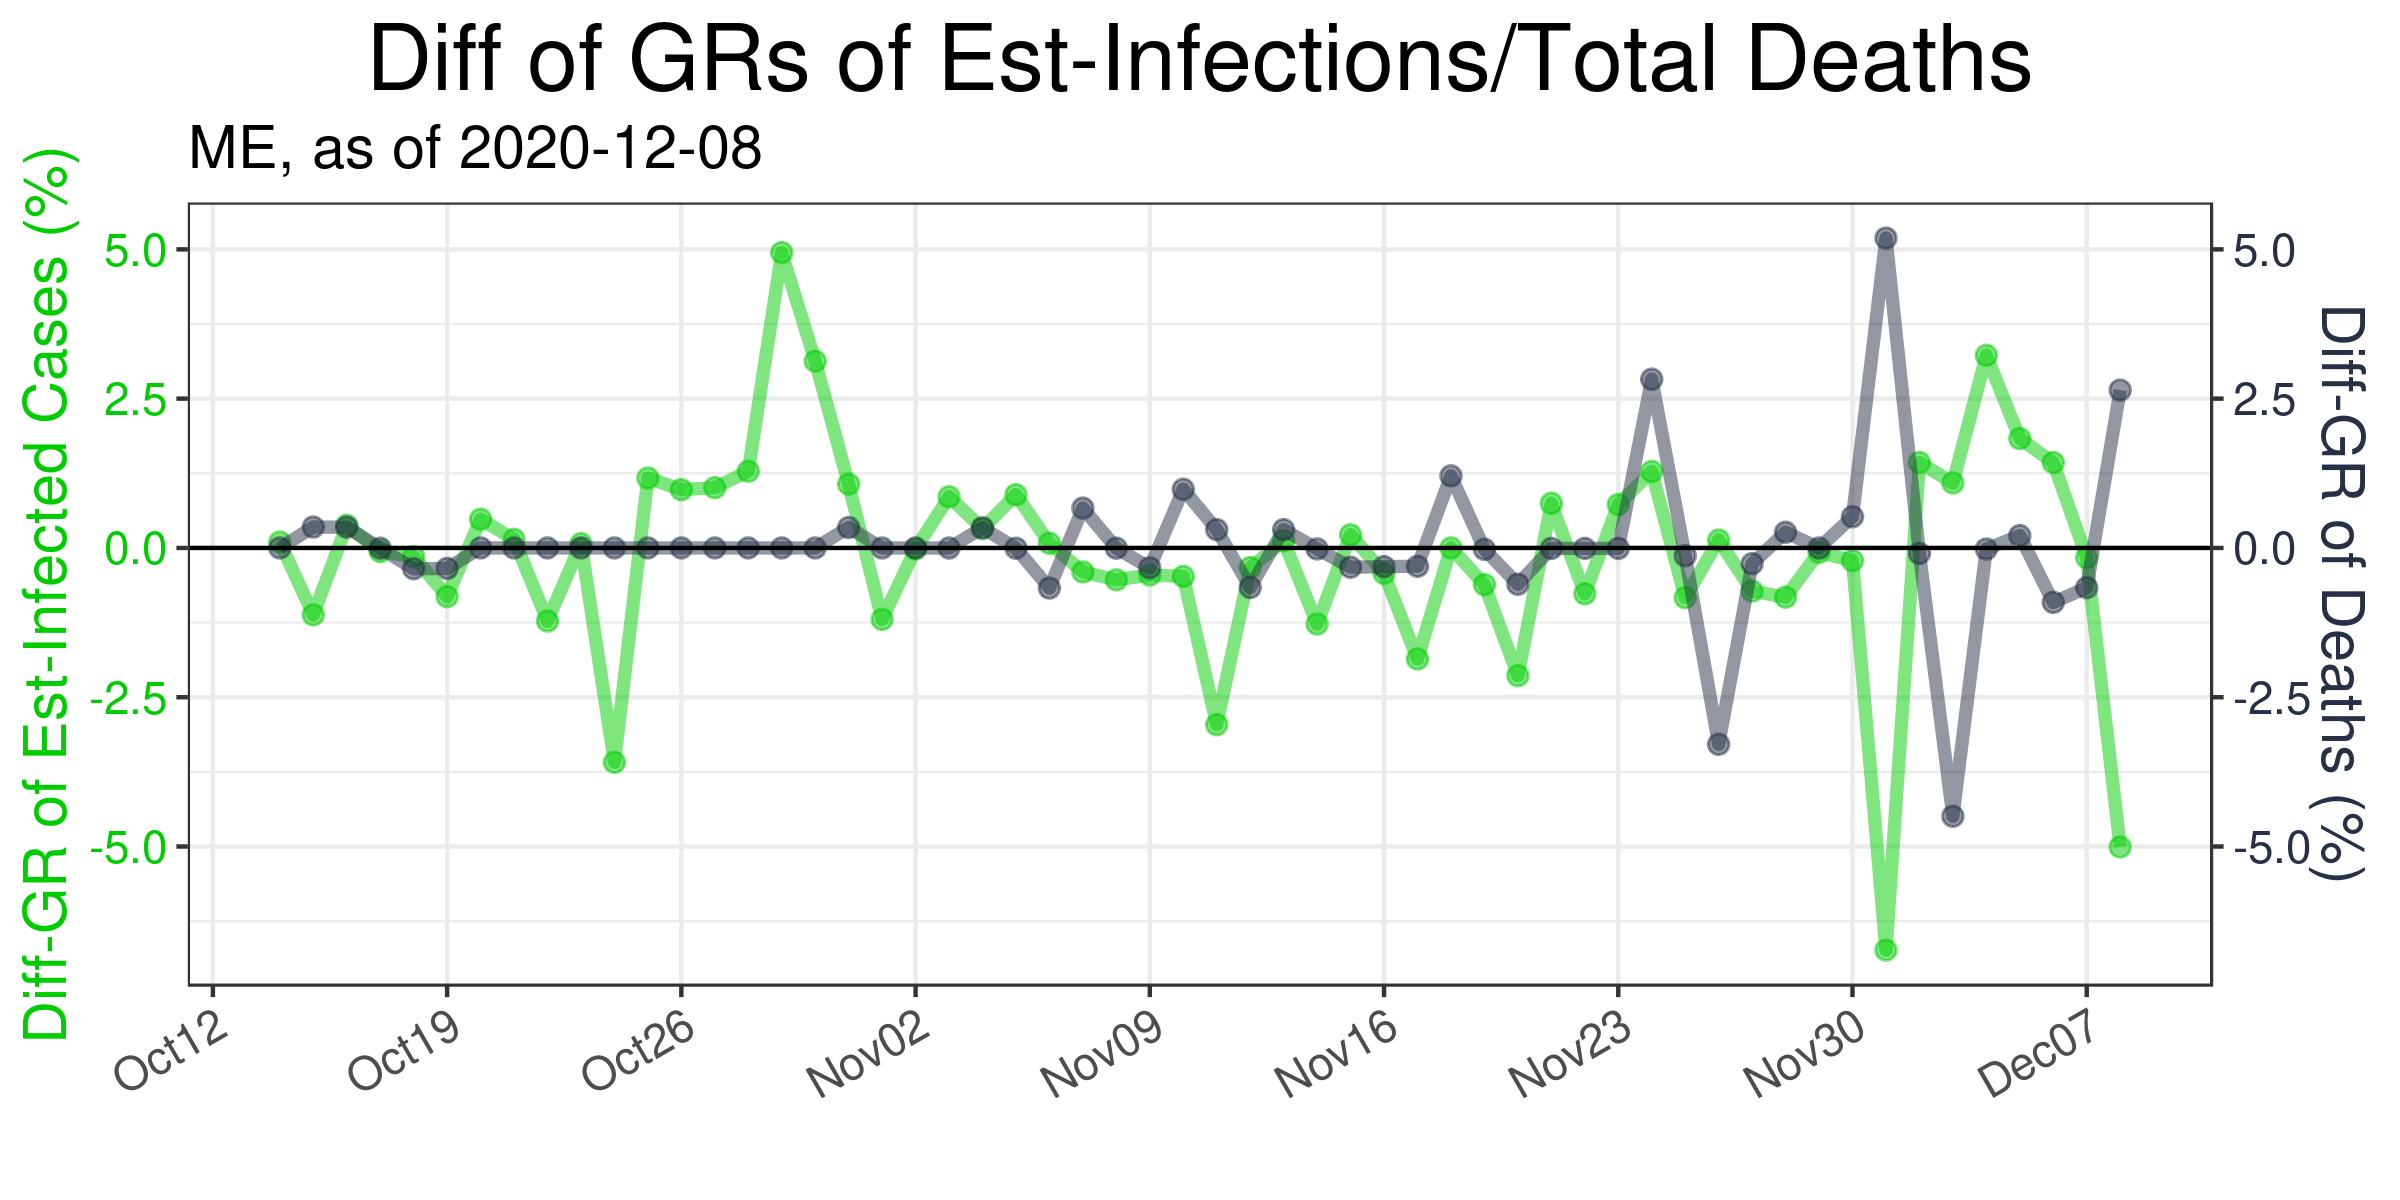 Diff of GRs of Est-Infections/Total Deaths
ME, as of 2020-12-08
Diff-GR of Est-Infected Cases (%)
5.0
2.5
0.0
-2.5
-5.0
5.0
2.5
0.0
-2.5
-5.0
Diff-GR of Deaths (%)
Oct12
Oct19
Oct26
Nov02
Nov09
Nov16
Nov23
Nov30
Dec07